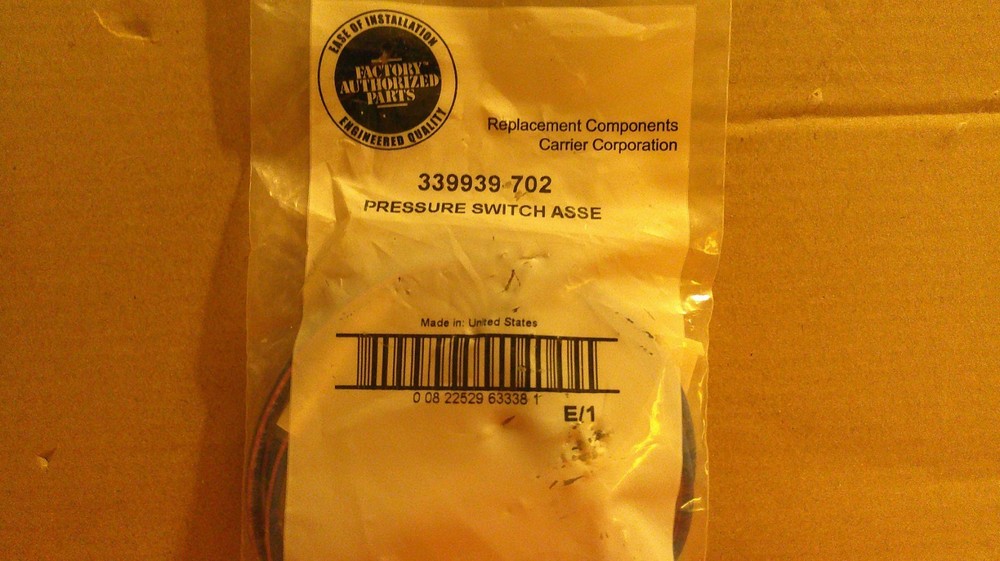 EASE OF INSTALLATION
FACTORY™
AUTHORIZED
PARTS
ENGINEERED QUALITY
Replacement Components
Carrier Corporation
339939-702
PRESSURE SWITCH ASSE
Made in: United States
0 08 22529 63338 1
E/1